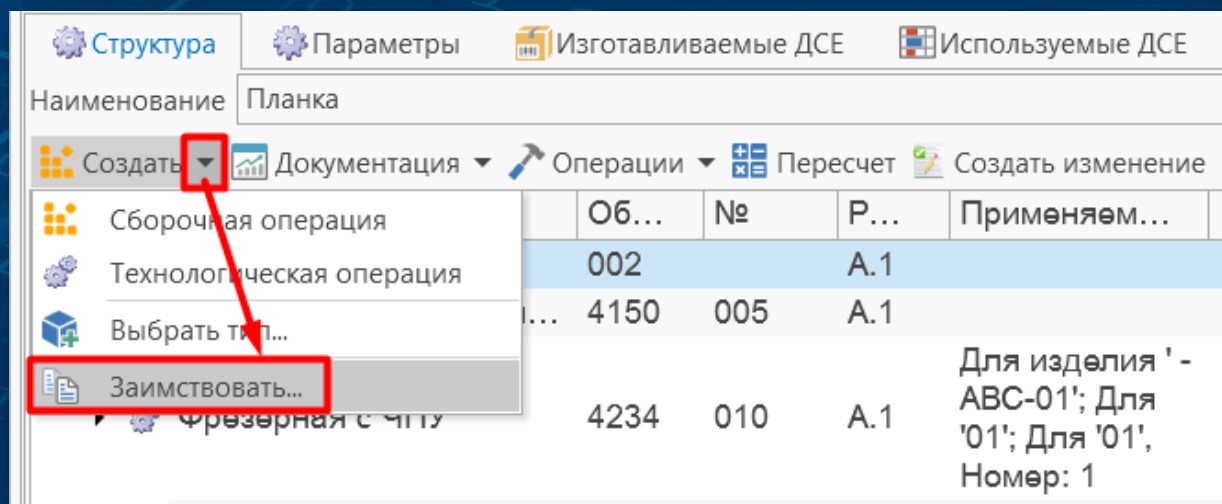 Структура Параметры Изготавливаемые ДСЕ Используемые ДСЕ
Наименование Планка
Создать Документация Операции Пересчет Создать изменение
Сборочная операция
Технологическая операция
Выбрать тип...
Заимствовать...
Об... № Р... Применяем...
002 А.1
... 4150 005 А.1
Фрезерная с ЧПУ 4234 010 А.1
Для изделия ' -
АВС-01'; Для
'01'; Для '01',
Номер: 1